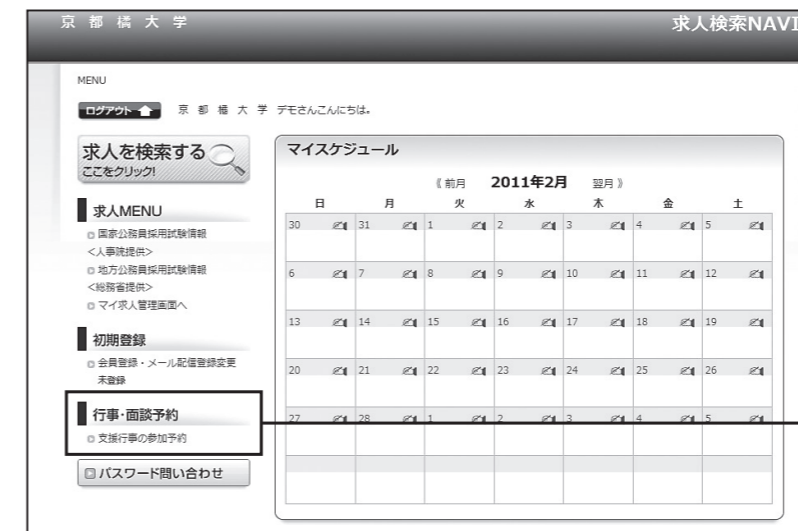 京都橘大学
求人検索NAVI
MENU
ログアウト
京都橘大学 デモさんこんにちは。
求人を検索する
ここをクリック!
求人MENU
国家公務員採用試験情報
<人事院提供>
地方公務員採用試験情報
<総務省提供>
マイ求人管理画面へ
初期登録
会員登録・メール配信登録変更
未登録
行事・面談予約
支援行事の参加予約
パスワード問い合わせ
マイスケジュール
《前月 2011年2月 翌月》
日 月 火 水 木 金 土
30 31 1 2 3 4 5
6 7 8 9 10 11 12
13 14 15 16 17 18 19
20 21 22 23 24 25 26
27 28 1 2 3 4 5